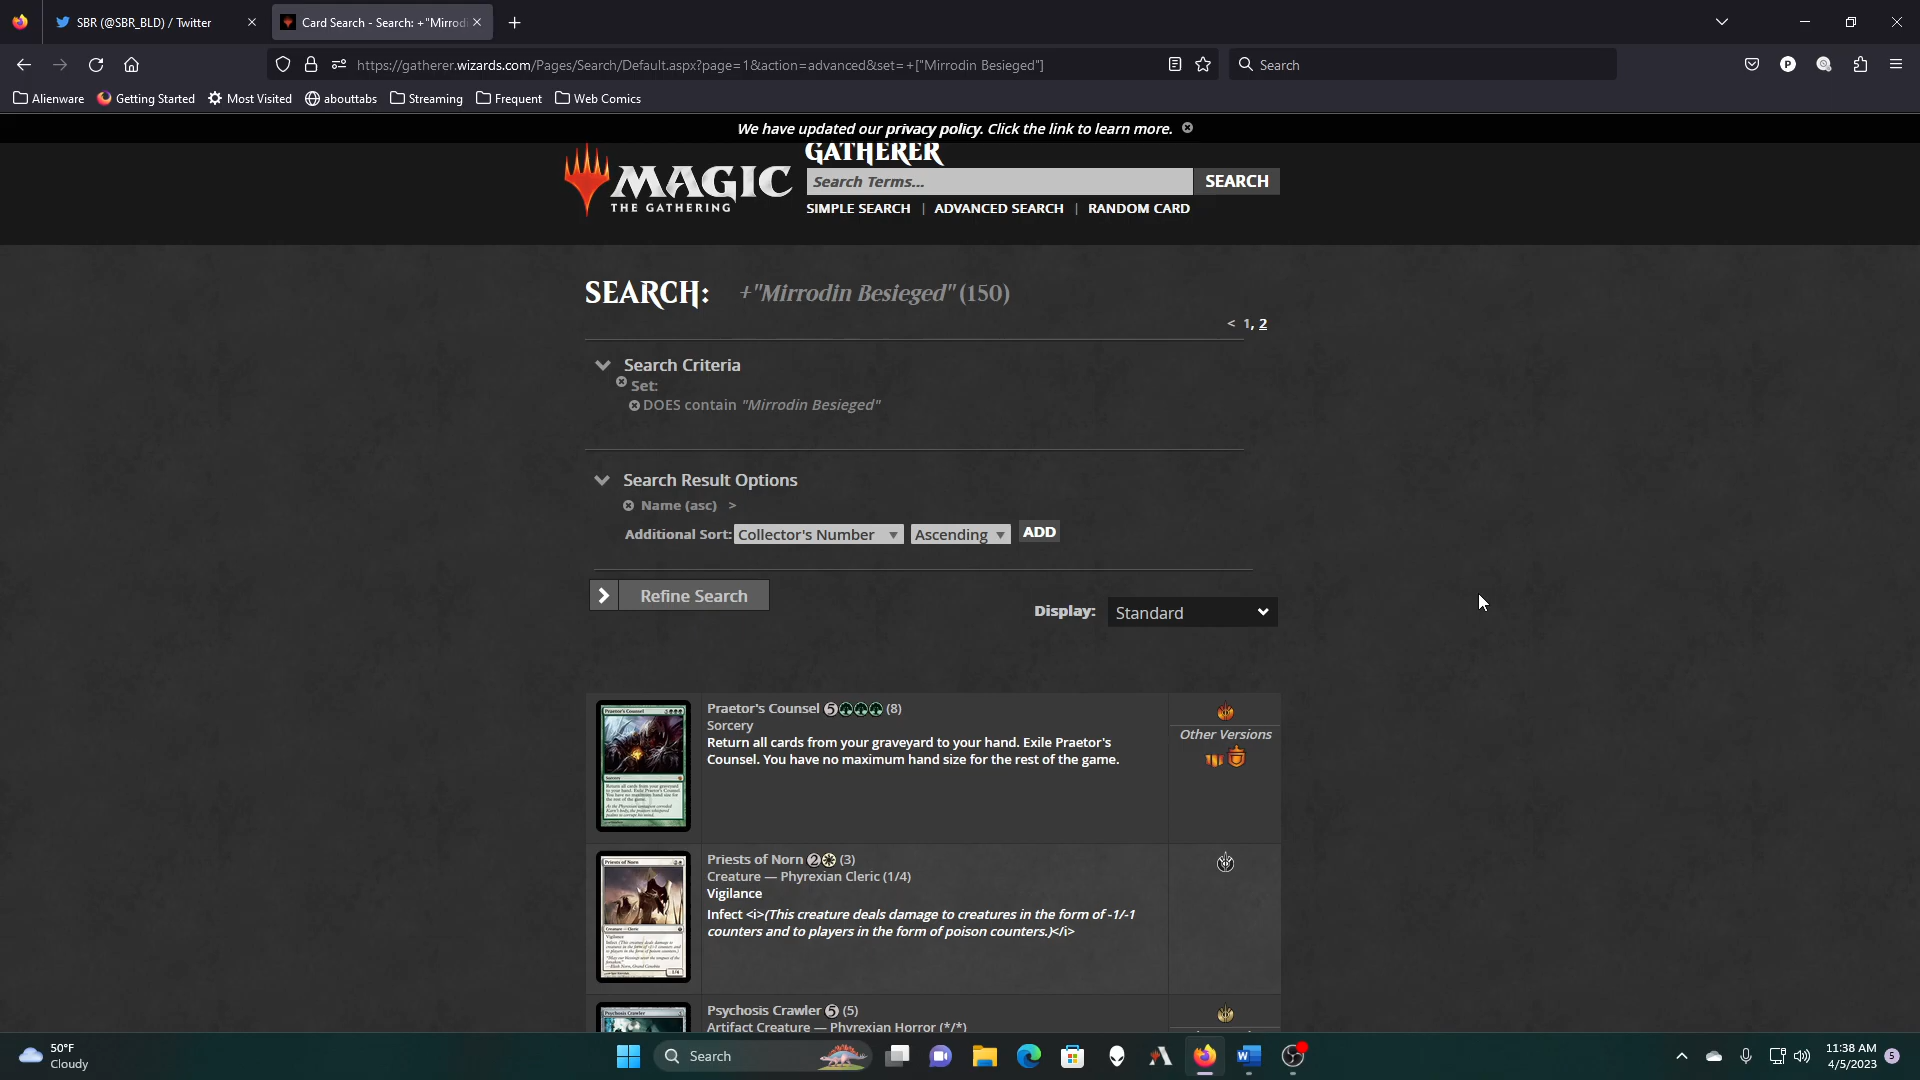 SBR (@SBR_BLD) / Twitter
Card Search - Search: +"Mirrodi
https://gatherer.wizards.com/Pages/Search/Default.aspx?page=1&action=advanced&set=+["Mirrodin Besieged"]
Search
Alienware
Getting Started
Most Visited
abouttabs
Streaming
Frequent
Web Comics
We have updated our privacy policy. Click the link to learn more.
GATHERER
MAGIC
THE GATHERING
Search Terms...
SEARCH
SIMPLE SEARCH | ADVANCED SEARCH | RANDOM CARD
SEARCH: +"Mirrodin Besieged" (150)
< 1, 2
Search Criteria
Set:
DOES contain "Mirrodin Besieged"
Search Result Options
Name (asc) >
Additional Sort: Collector's Number Ascending ADD
Refine Search
Display: Standard
Praetor's Counsel 5 (8)
Sorcery
Return all cards from your graveyard to your hand. Exile Praetor's
Counsel. You have no maximum hand size for the rest of the game.
Other Versions
Priests of Norn 2 (3)
Creature — Phyrexian Cleric (1/4)
Vigilance
Infect <i>(This creature deals damage to creatures in the form of -1/-1
counters and to players in the form of poison counters.)</i>
Psychosis Crawler 5 (5)
Artifact Creature — Phyrexian Horror (*/*)
50°F
Cloudy
Search
11:38 AM
4/5/2023
5